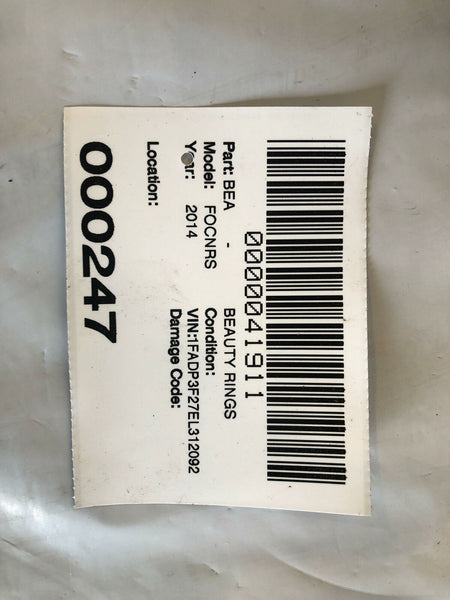 0000041911
Part: BEA - BEAUTY RINGS
Model: FOCNRS Condition:
Year: 2014 VIN:1FADP3F27EL312092
Damage Code:
Location:
000247